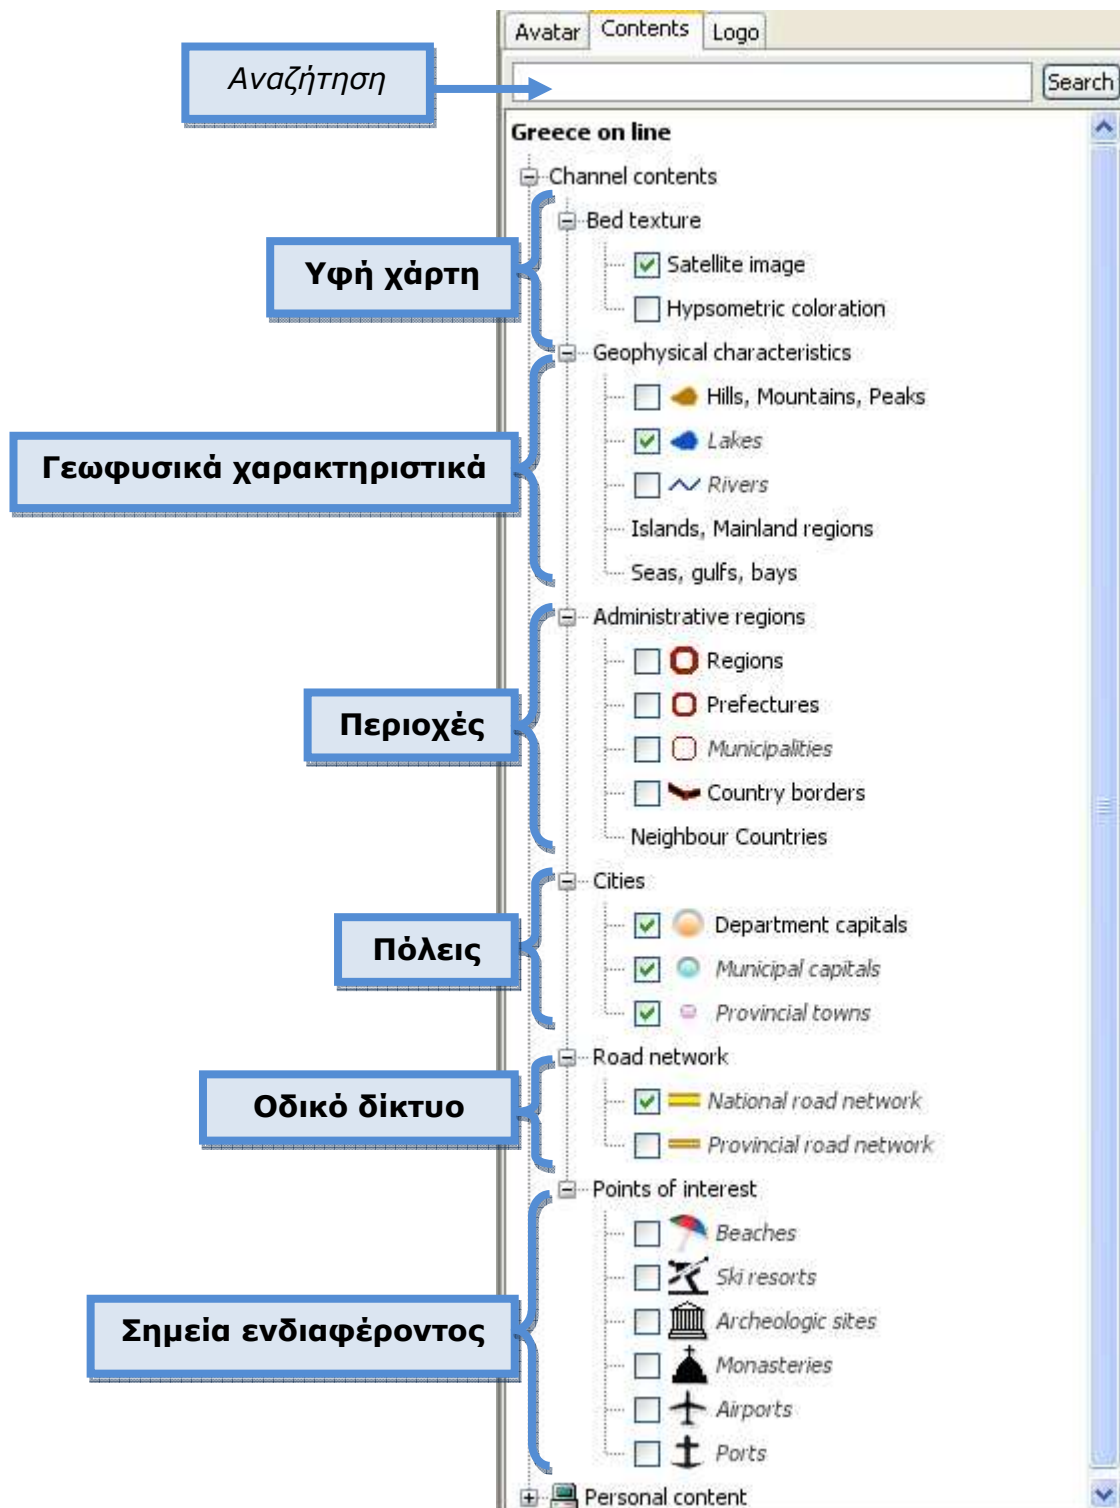 Avatar Contents Logo
Αναζήτηση
Search
Greece on line
Channel contents
Bed texture
Υφή χάρτη
Satellite image
Hypsometric coloration
Geophysical characteristics
Hills, Mountains, Peaks
Γεωφυσικά χαρακτηριστικά
Lakes
Rivers
Islands, Mainland regions
Seas, gulfs, bays
Administrative regions
Regions
Περιοχές
Prefectures
Municipalities
Country borders
Neighbour Countries
Cities
Πόλεις
Department capitals
Municipal capitals
Provincial towns
Road network
Οδικό δίκτυο
National road network
Provincial road network
Points of interest
Beaches
Ski resorts
Σημεία ενδιαφέροντος
Archeologic sites
Monasteries
Airports
Ports
Personal content